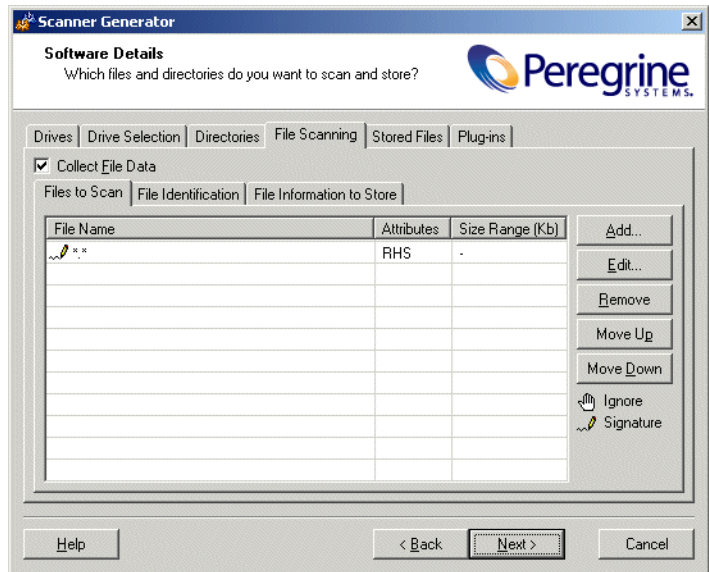 Scanner Generator
Software Details
Which files and directories do you want to scan and store?
Peregrine
SYSTEMS.
Drives Drive Selection Directories File Scanning Stored Files Plug-ins
Collect File Data
Files to Scan File Identification File Information to Store
File Name Attributes Size Range (Kb)
*.* RHS -
Add...
Edit...
Remove
Move Up
Move Down
Ignore
Signature
Help < Back Next > Cancel